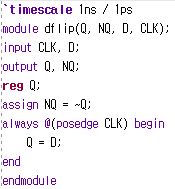 `timescale 1ns / 1ps
module dflip(Q, NQ, D, CLK);
input CLK, D;
output Q, NQ;
reg Q;
assign NQ = ~Q;
always @(posedge CLK) begin
    Q = D;
end
endmodule